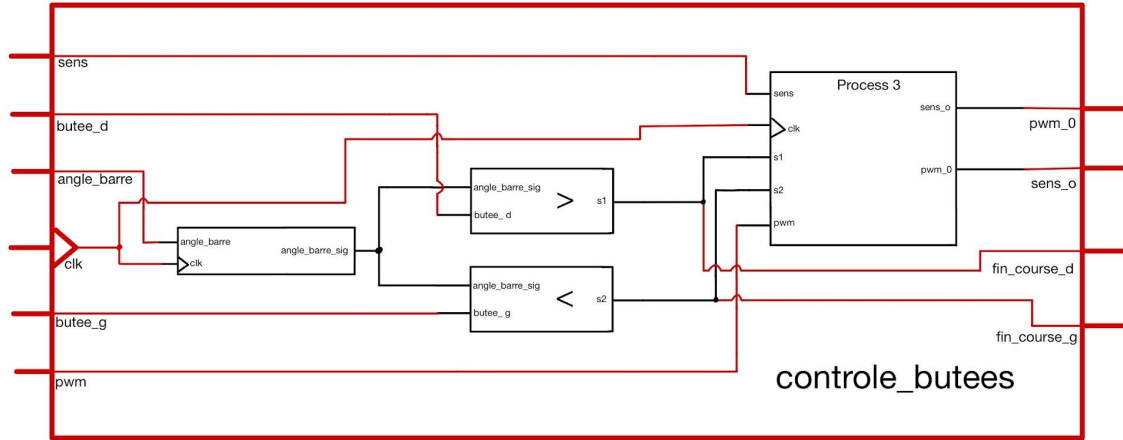 sens
butee_d
angle_barre
clk
butee_g
pwm
angle_barre
clk
angle_barre_sig
angle_barre_sig
butee_ d
>
s1
angle_barre_sig
butee_ g
<
s2
Process 3
sens
clk
s1
s2
pwm
sens_o
pwm_0
pwm_0
sens_o
fin_course_d
fin_course_g
controle_butees